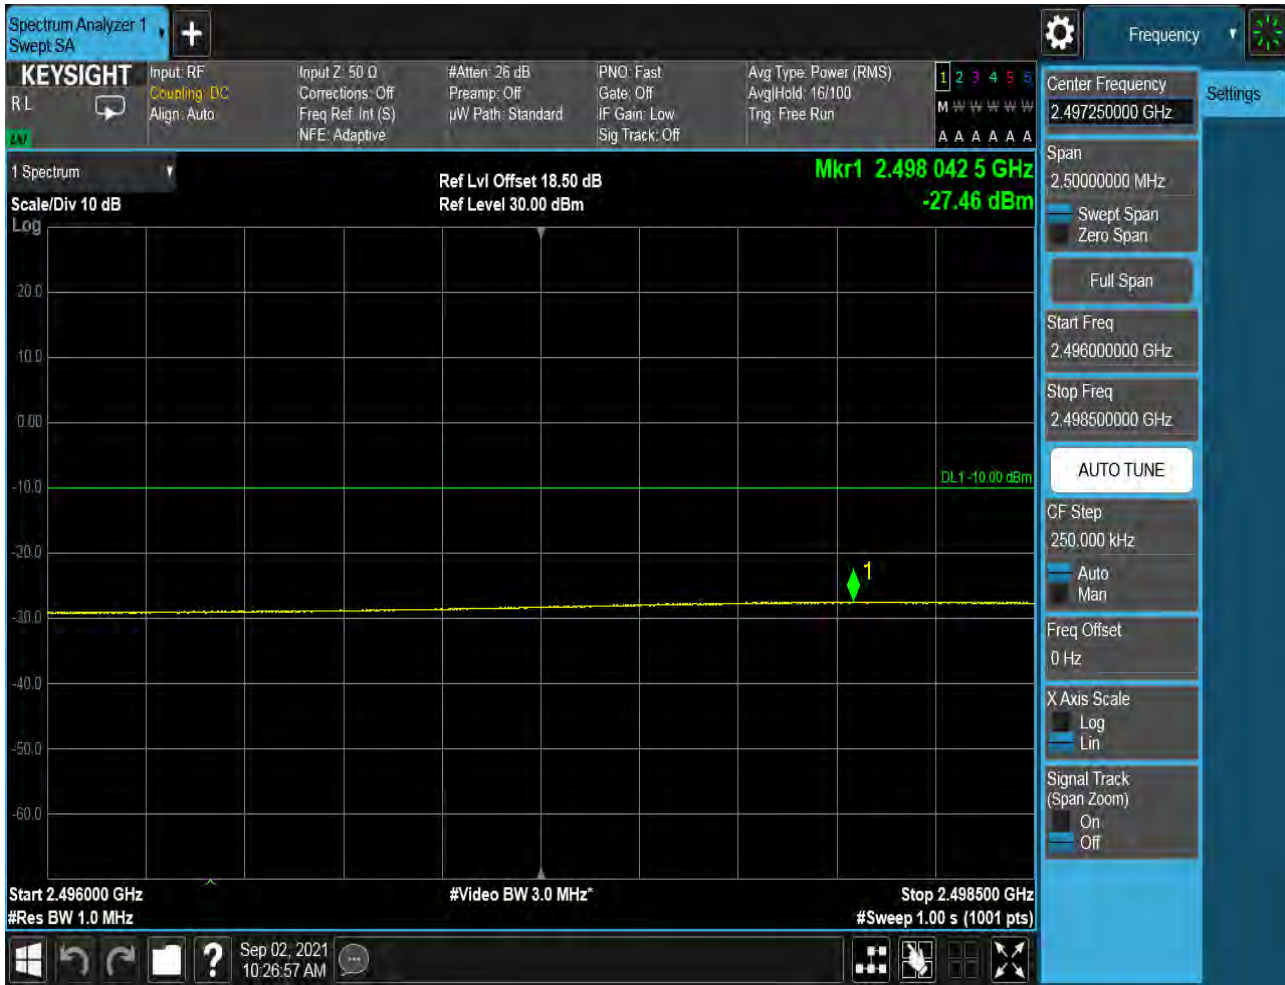 Spectrum Analyzer 1
Swept SA
Frequency
KEYSIGHT
R L
Input: RF
Coupling: DC
Align: Auto
Input Z: 50 Ω
Corrections: Off
Freq Ref: Int (S)
NFE: Adaptive
#Atten: 26 dB
Preamp: Off
µW Path: Standard
PNO: Fast
Gate: Off
IF Gain: Low
Sig Track: Off
Avg Type: Power (RMS)
Avg|Hold: 16/100
Trig: Free Run
1 2 3 4 5 6
M W W W W W
A A A A A A
1 Spectrum
Scale/Div 10 dB
Log
Ref Lvl Offset 18.50 dB
Ref Level 30.00 dBm
Mkr1 2.498 042 5 GHz
-27.46 dBm
20.0
10.0
0.00
-10.0
DL1 -10.00 dBm
-20.0
1
-30.0
-40.0
-50.0
-60.0
Start 2.496000 GHz
#Res BW 1.0 MHz
#Video BW 3.0 MHz*
Stop 2.498500 GHz
#Sweep 1.00 s (1001 pts)
Sep 02, 2021
10:26:57 AM
Center Frequency
2.497250000 GHz
Settings
Span
2.50000000 MHz
Swept Span
Zero Span
Full Span
Start Freq
2.496000000 GHz
Stop Freq
2.498500000 GHz
AUTO TUNE
CF Step
250.000 kHz
Auto
Man
Freq Offset
0 Hz
X Axis Scale
Log
Lin
Signal Track
(Span Zoom)
On
Off